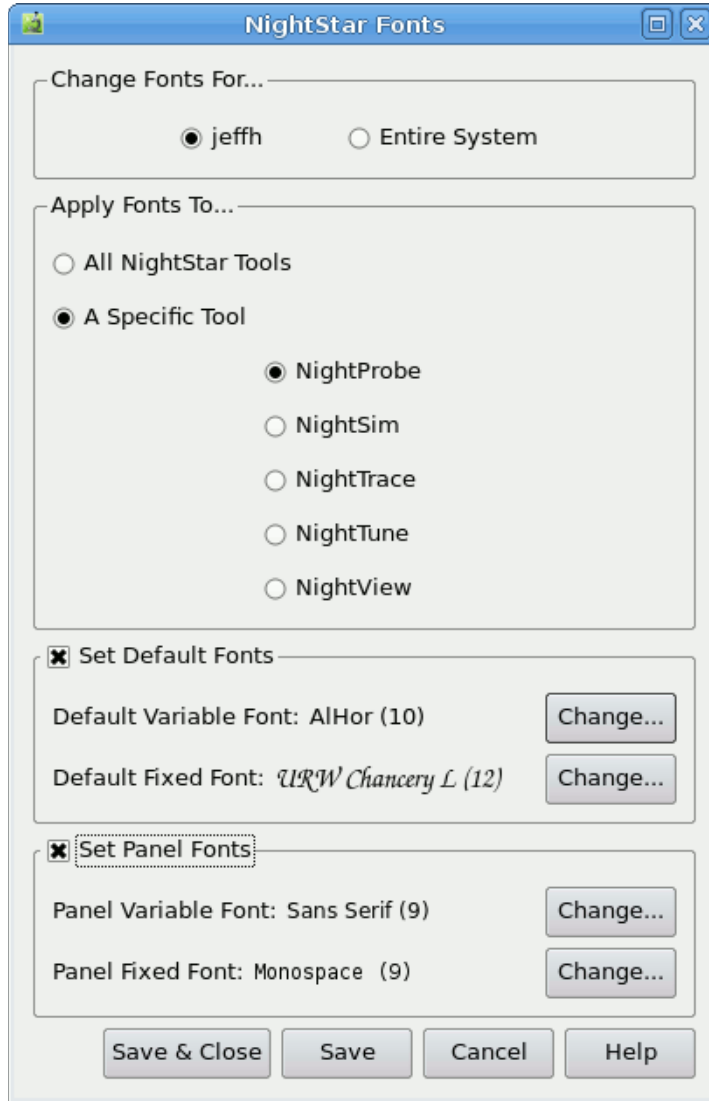 NightStar Fonts
Change Fonts For...
jeffh Entire System
Apply Fonts To...
All NightStar Tools
A Specific Tool
NightProbe
NightSim
NightTrace
NightTune
NightView
Set Default Fonts
Default Variable Font: AlHor (10) Change...
Default Fixed Font: URW Chancery L (12) Change...
Set Panel Fonts
Panel Variable Font: Sans Serif (9) Change...
Panel Fixed Font: Monospace (9) Change...
Save & Close Save Cancel Help